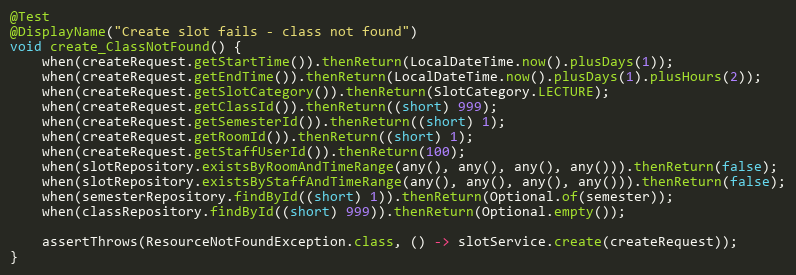 @Test
@DisplayName("Create slot fails - class not found")
void create_ClassNotFound() {
    when(createRequest.getStartTime()).thenReturn(LocalDateTime.now().plusDays(1));
    when(createRequest.getEndTime()).thenReturn(LocalDateTime.now().plusDays(1).plusHours(2));
    when(createRequest.getSlotCategory()).thenReturn(SlotCategory.LECTURE);
    when(createRequest.getClassId()).thenReturn((short) 999);
    when(createRequest.getSemesterId()).thenReturn((short) 1);
    when(createRequest.getRoomId()).thenReturn((short) 1);
    when(createRequest.getStaffUserId()).thenReturn(100);
    when(slotRepository.existsByRoomAndTimeRange(any(), any(), any(), any())).thenReturn(false);
    when(slotRepository.existsByStaffAndTimeRange(any(), any(), any(), any())).thenReturn(false);
    when(semesterRepository.findById((short) 1)).thenReturn(Optional.of(semester));
    when(classRepository.findById((short) 999)).thenReturn(Optional.empty());

    assertThrows(ResourceNotFoundException.class, () -> slotService.create(createRequest));
}